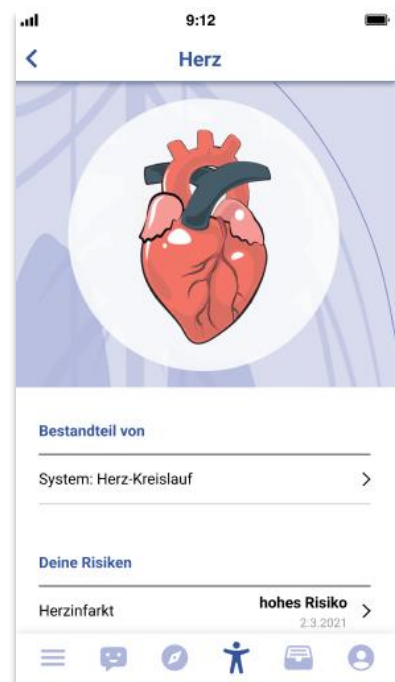 9:12
Herz
Bestandteil von
System: Herz-Kreislauf
Deine Risiken
Herzinfarkt hohes Risiko
2.3.2021